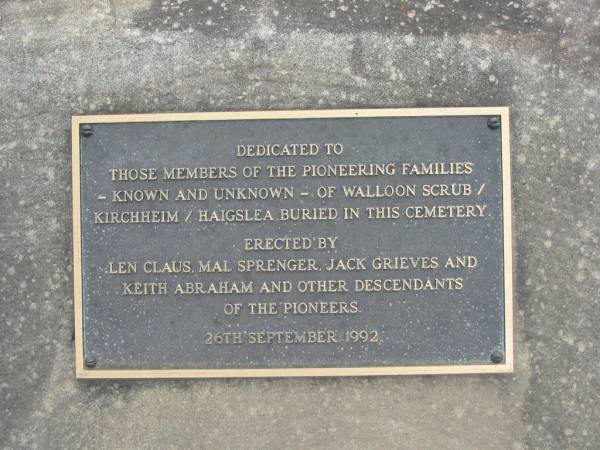 DEDICATED TO
THOSE MEMBERS OF THE PIONEERING FAMILIES
- KNOWN AND UNKNOWN - OF WALLOON SCRUB /
KIRCHHEIM / HAIGSLEA BURIED IN THIS CEMETERY.
ERECTED BY
LEN CLAUS, MAL SPRENGER, JACK GRIEVES AND
KEITH ABRAHAM AND OTHER DESCENDANTS
OF THE PIONEERS.
26TH SEPTEMBER 1992.